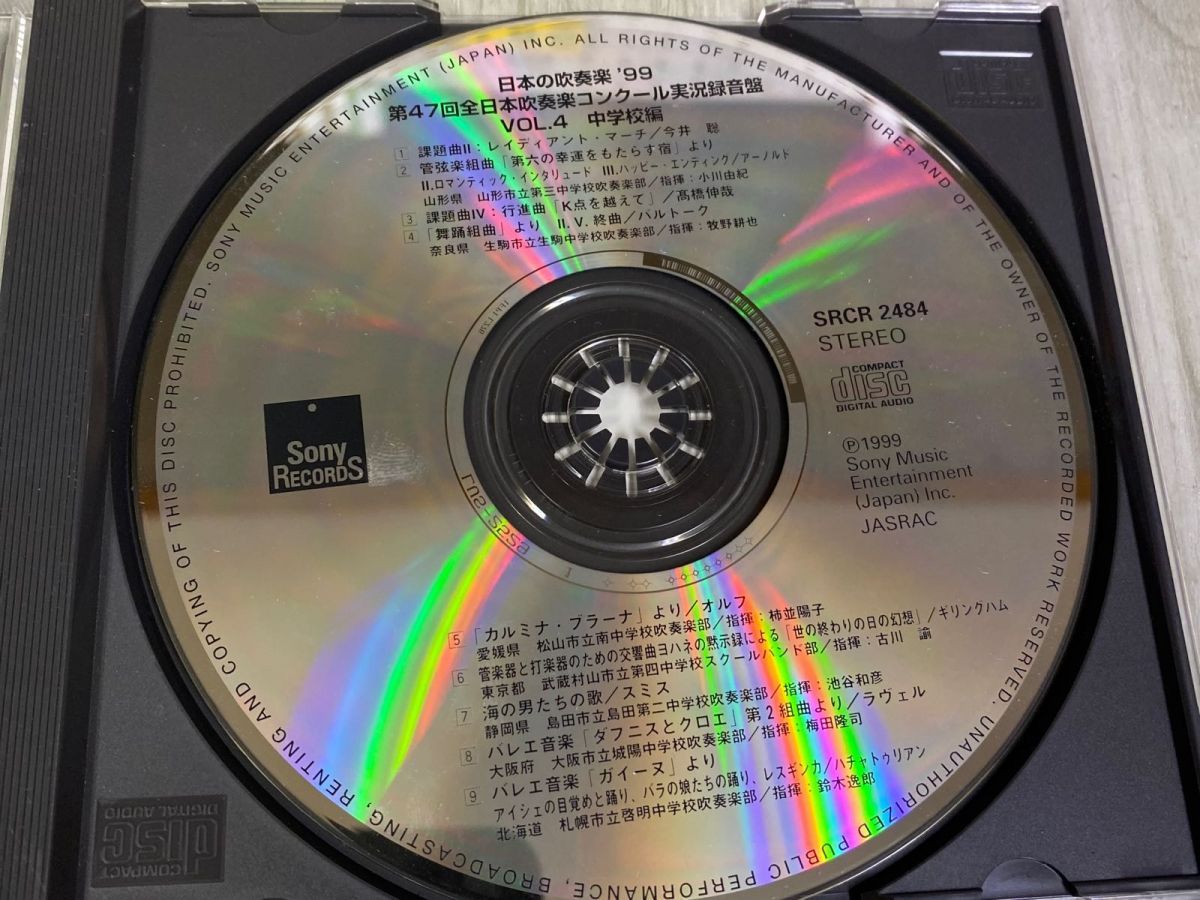 日本の吹奏楽 '99
第47回全日本吹奏楽コンクール実況録音盤
VOL.4 中学校編
1 課題曲II：レイディアント・マーチ／今井 聡
2 管弦楽組曲「第六の幸運をもたらす宿」より
II.ロマンティック・インタリュード III.ハッピー・エンディング／アーノルド
山形県 山形市立第三中学校吹奏楽部／指揮：小川由紀
3 課題曲IV：行進曲「K点を越えて」／髙橋伸哉
4 「舞踊組曲」より II.V.終曲／バルトーク
奈良県 生駒市立生駒中学校吹奏楽部／指揮：牧野耕也
SRCR 2484
STEREO
COMPACT
disc
DIGITAL AUDIO
Ⓟ1999
Sony Music
Entertainment
(Japan) Inc.
JASRAC
Sony
RECORDS
5 「カルミナ・ブラーナ」より／オルフ
愛媛県 松山市立南中学校吹奏楽部／指揮：柿並陽子
6 管楽器と打楽器のための交響曲ヨハネの黙示録による「世の終わりの日の幻想」／ギリングハム
東京都 武蔵村山市立第四中学校スクールバンド部／指揮：古川 諭
7 海の男たちの歌／スミス
静岡県 島田市立島田第二中学校吹奏楽部／指揮：池谷和彦
8 バレエ音楽「ダフニスとクロエ」第2組曲より／ラヴェル
大阪府 大阪市立城陽中学校吹奏楽部／指揮：梅田隆司
9 バレエ音楽「ガイーヌ」より
アイシェの目覚めと踊り、バラの娘たちの踊り、レスギンカ／ハチャトゥリアン
北海道 札幌市立啓明中学校吹奏楽部／指揮：鈴木逸郎
SONY MUSIC ENTERTAINMENT (JAPAN) INC. ALL RIGHTS OF THE MANUFACTURER AND OF THE OWNER OF THE RECORDED WORK RESERVED. UNAUTHORIZED PUBLIC PERFORMANCE, BROADCASTING, RENTING AND COPYING OF THIS DISC PROHIBITED.
COMPACT
disc
DIGITAL AUDIO